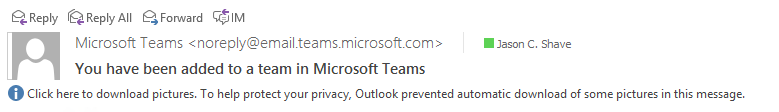 Reply Reply All Forward IM
Microsoft Teams <noreply@email.teams.microsoft.com> Jason C. Shave
You have been added to a team in Microsoft Teams
Click here to download pictures. To help protect your privacy, Outlook prevented automatic download of some pictures in this message.